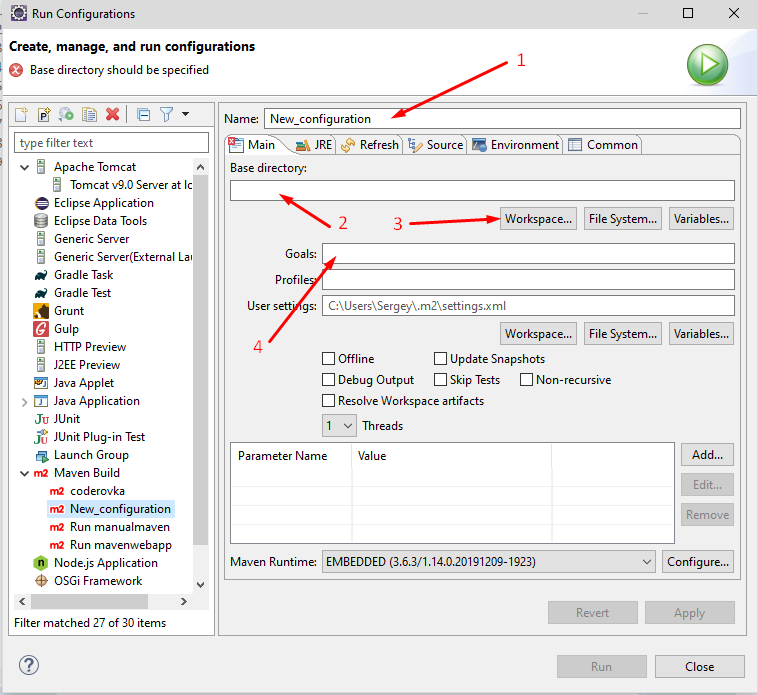 Run Configurations
Create, manage, and run configurations
Base directory should be specified
1
Name: New_configuration
type filter text
Main JRE Refresh Source Environment Common
Apache Tomcat
Tomcat v9.0 Server at lc
Eclipse Application
Eclipse Data Tools
Generic Server
Generic Server(External Lau
Gradle Task
Gradle Test
Grunt
Gulp
HTTP Preview
J2EE Preview
Java Applet
Java Application
JUnit
JUnit Plug-in Test
Launch Group
Maven Build
coderovka
New_configuration
Run manualmaven
Run mavenwebapp
Node.js Application
OSGi Framework
Filter matched 27 of 30 items
Base directory:
2
3
Workspace... File System... Variables...
Goals:
Profiles:
User settings: C:\Users\Sergey\.m2\settings.xml
4
Workspace... File System... Variables...
Offline Update Snapshots
Debug Output Skip Tests Non-recursive
Resolve Workspace artifacts
1 Threads
Parameter Name Value
Add...
Edit...
Remove
Maven Runtime: EMBEDDED (3.6.3/1.14.0.20191209-1923) Configure...
Revert Apply
Run Close